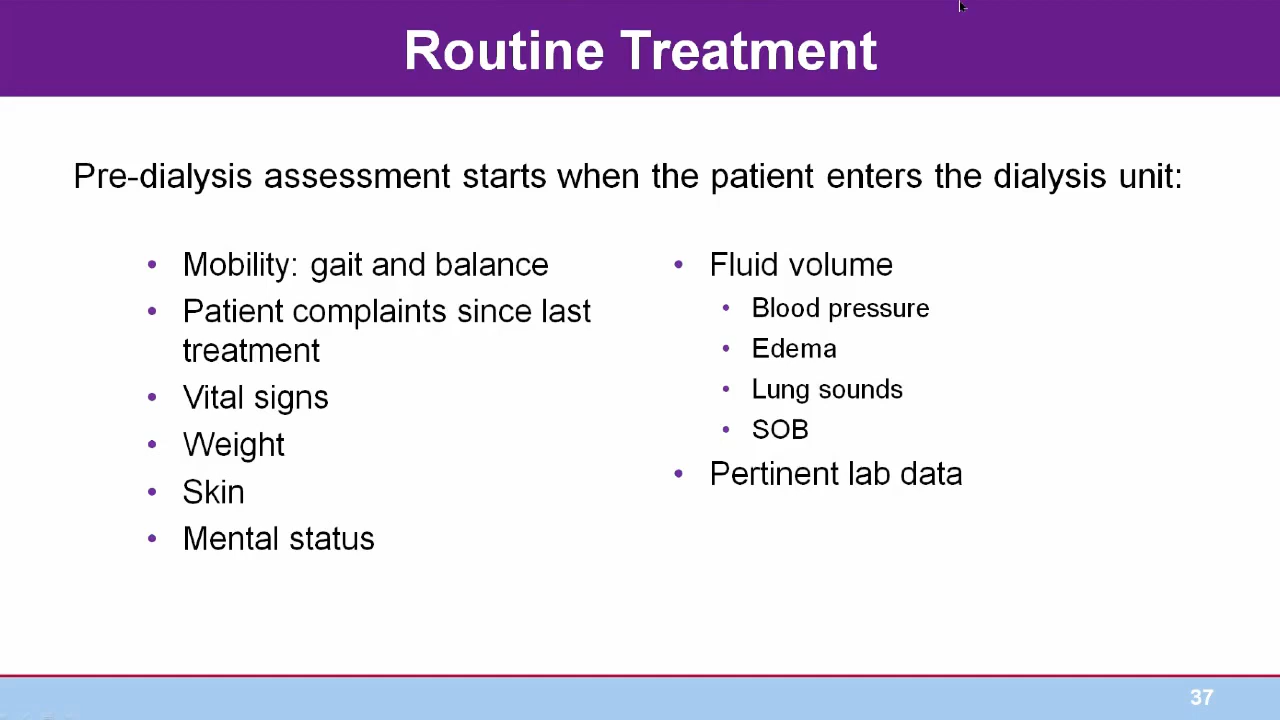 Routine Treatment
Pre-dialysis assessment starts when the patient enters the dialysis unit:
• Mobility: gait and balance
• Patient complaints since last
treatment
• Vital signs
• Weight
• Skin
• Mental status
• Fluid volume
• Blood pressure
• Edema
• Lung sounds
• SOB
• Pertinent lab data
37